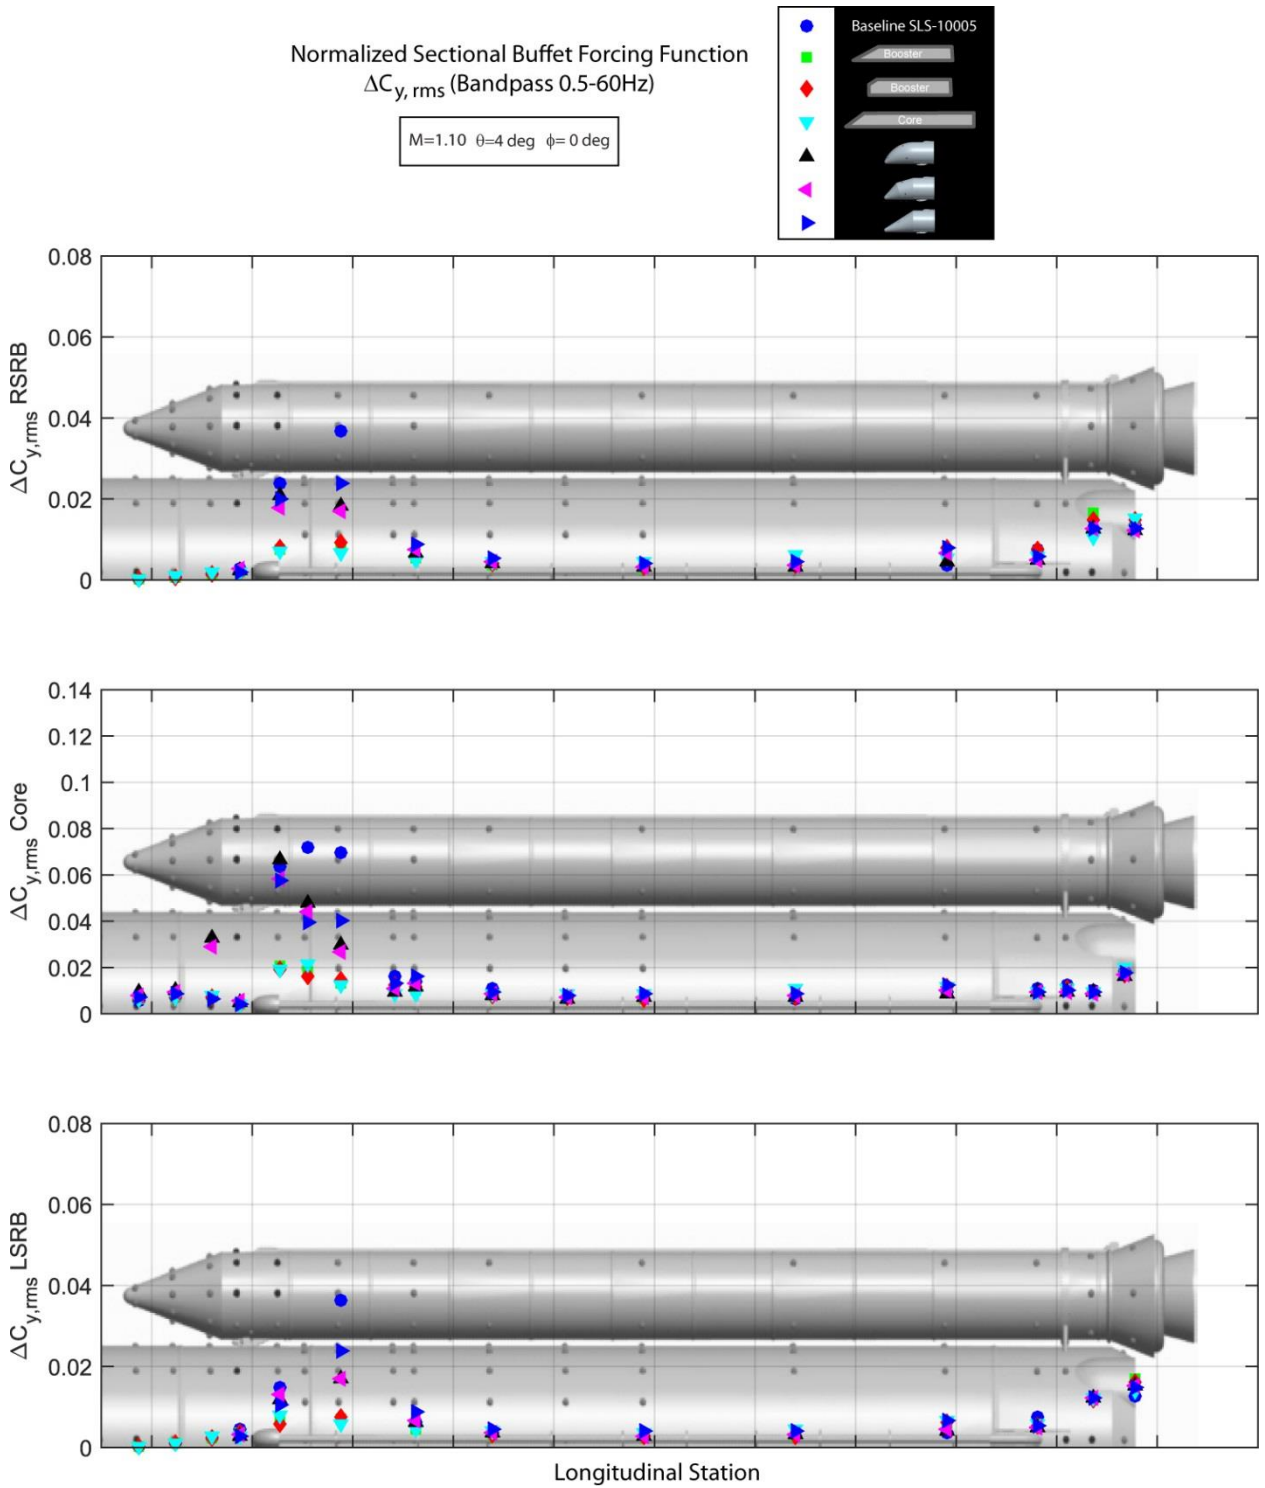 Normalized Sectional Buffet Forcing Function
ΔCy, rms (Bandpass 0.5-60Hz)
M=1.10 θ=4 deg ϕ= 0 deg
Baseline SLS-10005
Booster
Booster
Core
0.08
0.06
0.04
0.02
0
ΔCy,rms RSRB
0.14
0.12
0.1
0.08
0.06
0.04
0.02
0
ΔCy,rms Core
0.08
0.06
0.04
0.02
0
ΔCy,rms LSRB
Longitudinal Station